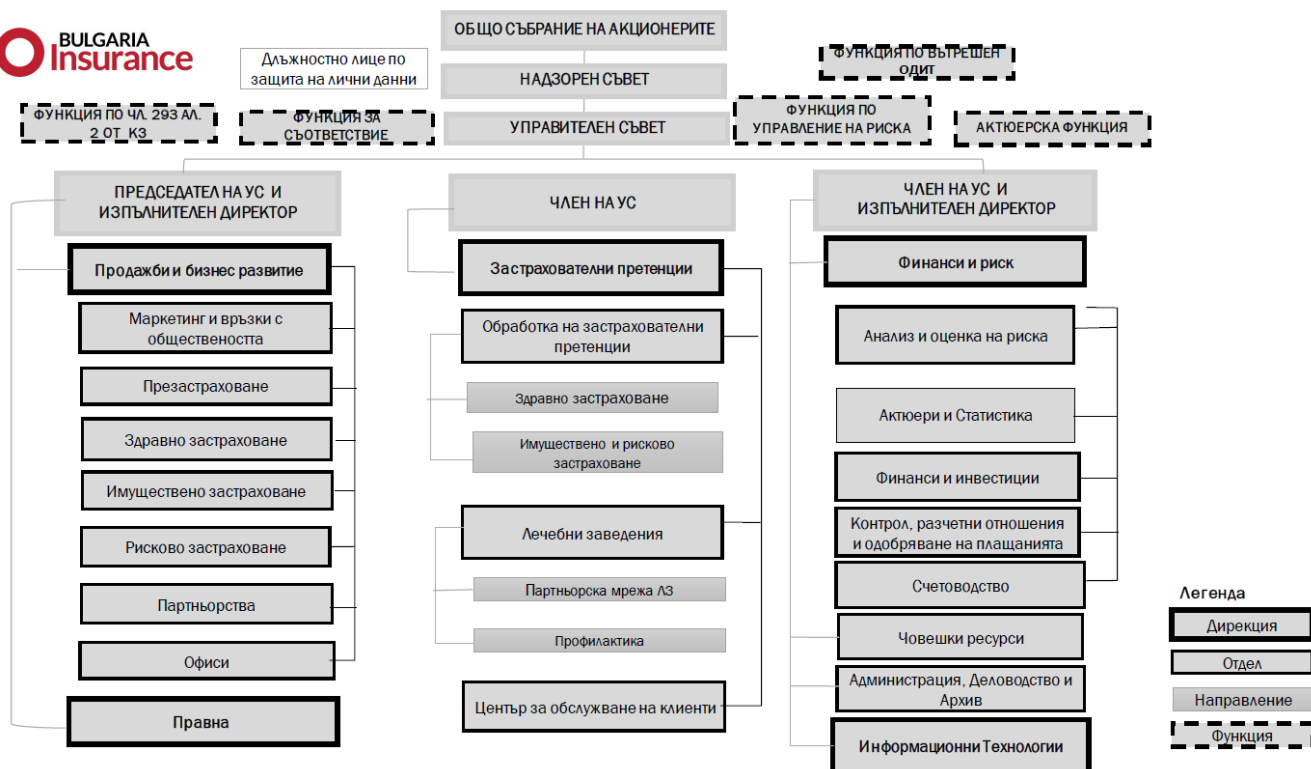 BULGARIA
Insurance
ОБЩО СЪБРАНИЕ НА АКЦИОНЕРИТЕ
Длъжностно лице по
защита на лични данни
НАДЗОРЕН СЪВЕТ
ФУНКЦИЯ ПО ВЪТРЕШЕН
ОДИТ
ФУНКЦИЯ ПО ЧЛ. 293 АЛ.
2 ОТ КЗ
ФУНКЦИЯ ЗА
СЪОТВЕТСТВИЕ
УПРАВИТЕЛЕН СЪВЕТ
ФУНКЦИЯ ПО
УПРАВЛЕНИЕ НА РИСКА
АКТЮЕРСКА ФУНКЦИЯ
ПРЕДСЕДАТЕЛ НА УС И
ИЗПЪЛНИТЕЛЕН ДИРЕКТОР
Продажби и бизнес развитие
Маркетинг и връзки с
обществеността
Презастраховане
Здравно застраховане
Имуществено застраховане
Рисково застраховане
Партньорства
Офиси
Правна
ЧЛЕН НА УС
Застрахователни претенции
Обработка на застрахователни
претенции
Здравно застраховане
Имуществено и рисково
застраховане
Лечебни заведения
Партньорска мрежа ЛЗ
Профилактика
Център за обслужване на клиенти
ЧЛЕН НА УС И
ИЗПЪЛНИТЕЛЕН ДИРЕКТОР
Финанси и риск
Анализ и оценка на риска
Актюери и Статистика
Финанси и инвестиции
Контрол, разчетни отношения
и одобряване на плащанията
Счетоводство
Човешки ресурси
Администрация, Деловодство и
Архив
Информационни Технологии
Легенда
Дирекция
Отдел
Направление
Функция